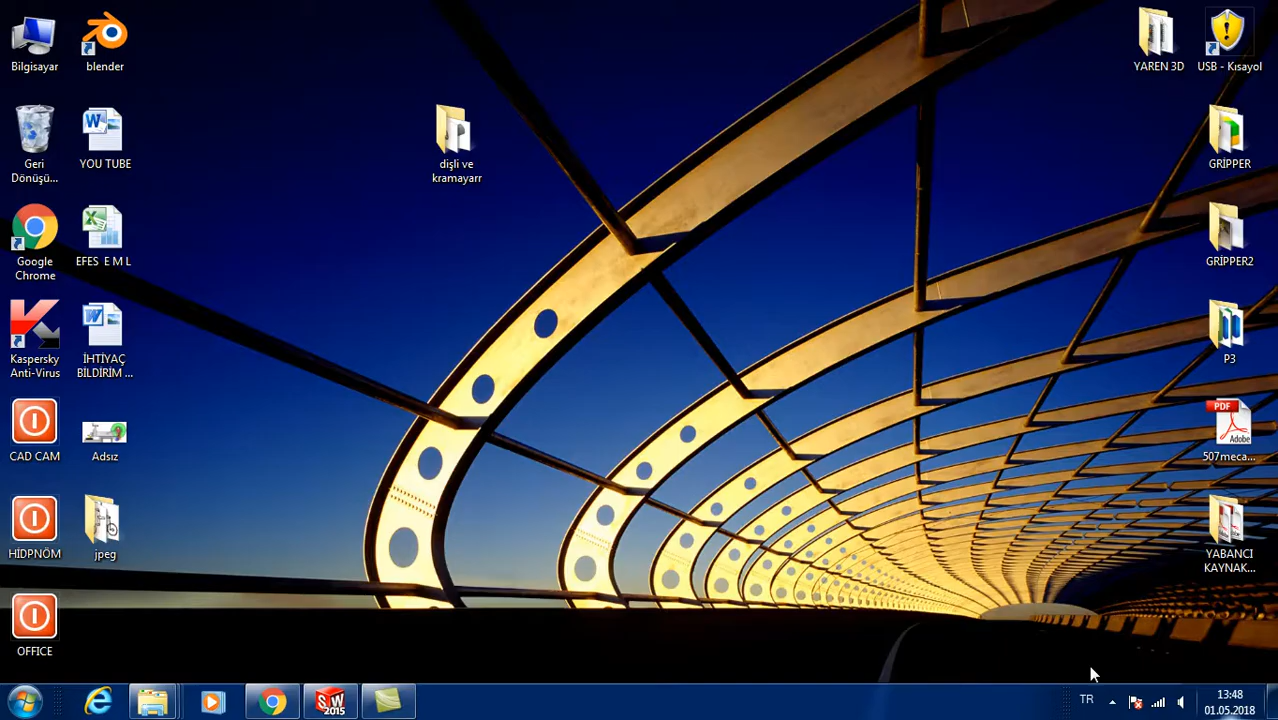 Bilgisayar
blender
YAREN 3D
USB - Kısayol
Geri
Dönüşü...
YOU TUBE
dişli ve
kramayarr
GRİPPER
Google
Chrome
EFES E M L
GRİPPER2
Kaspersky
Anti-Virus
İHTİYAÇ
BİLDİRİM ...
P3
CAD CAM
Adsız
PDF
Adobe
507meca...
HİDPNÖM
jpeg
YABANCI
KAYNAK...
OFFICE
SW
2015
TR
13:48
01.05.2018